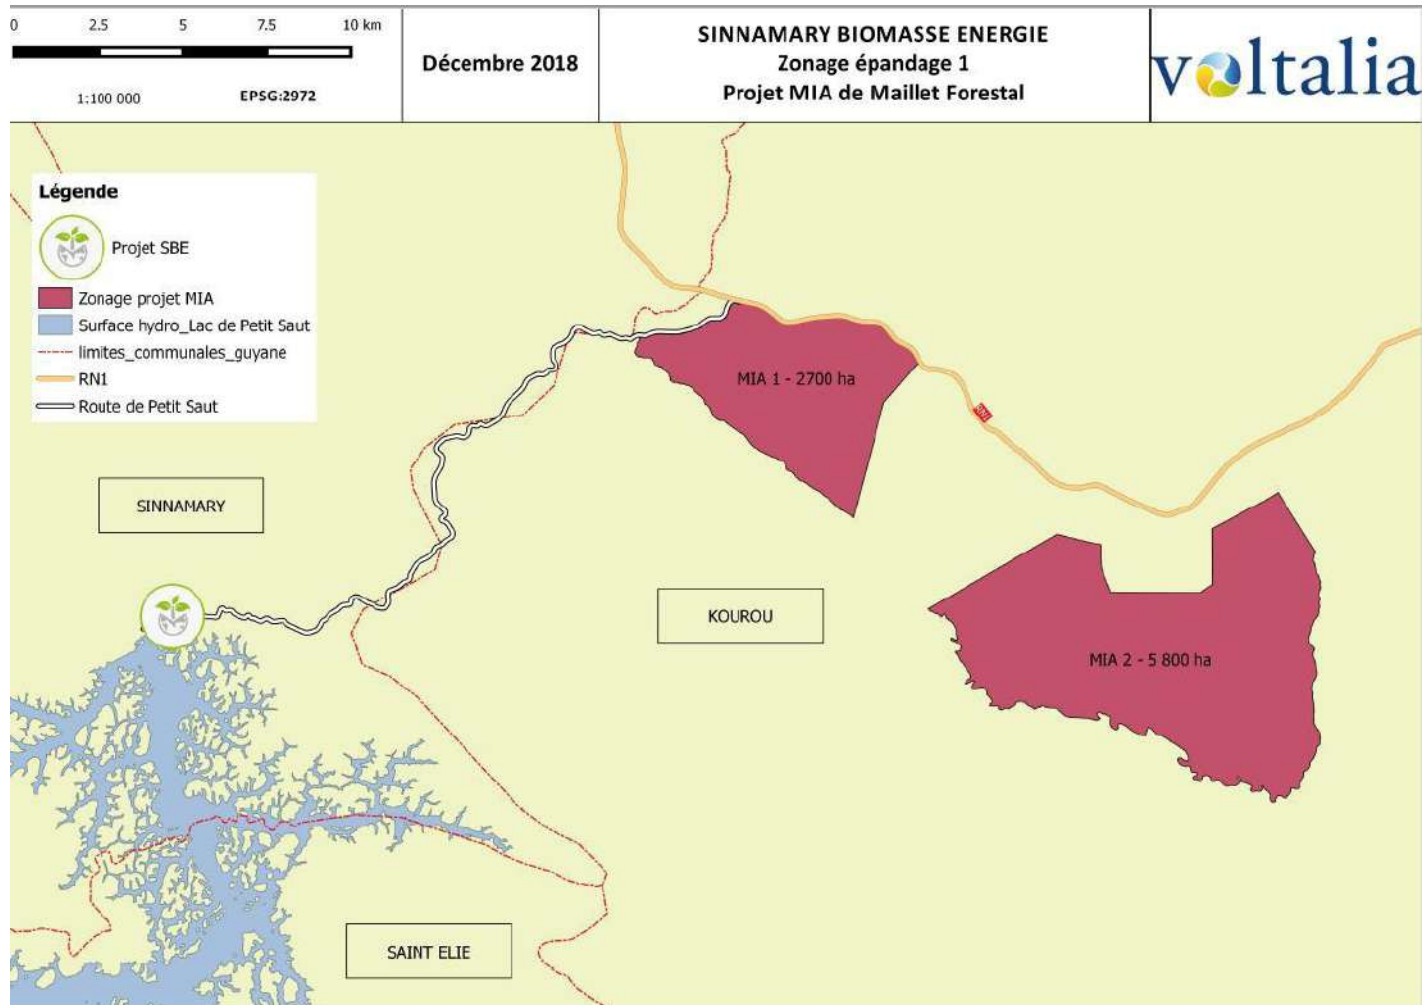 0 2.5 5 7.5 10 km
1:100 000 EPSG:2972
Décembre 2018
SINNAMARY BIOMASSE ENERGIE
Zonage épandage 1
Projet MIA de Maillet Forestal
voltalia
Légende
Projet SBE
Zonage projet MIA
Surface hydro_Lac de Petit Saut
limites_communales_guyane
RN1
Route de Petit Saut
MIA 1 - 2700 ha
RN1
SINNAMARY
KOUROU
MIA 2 - 5 800 ha
SAINT ELIE